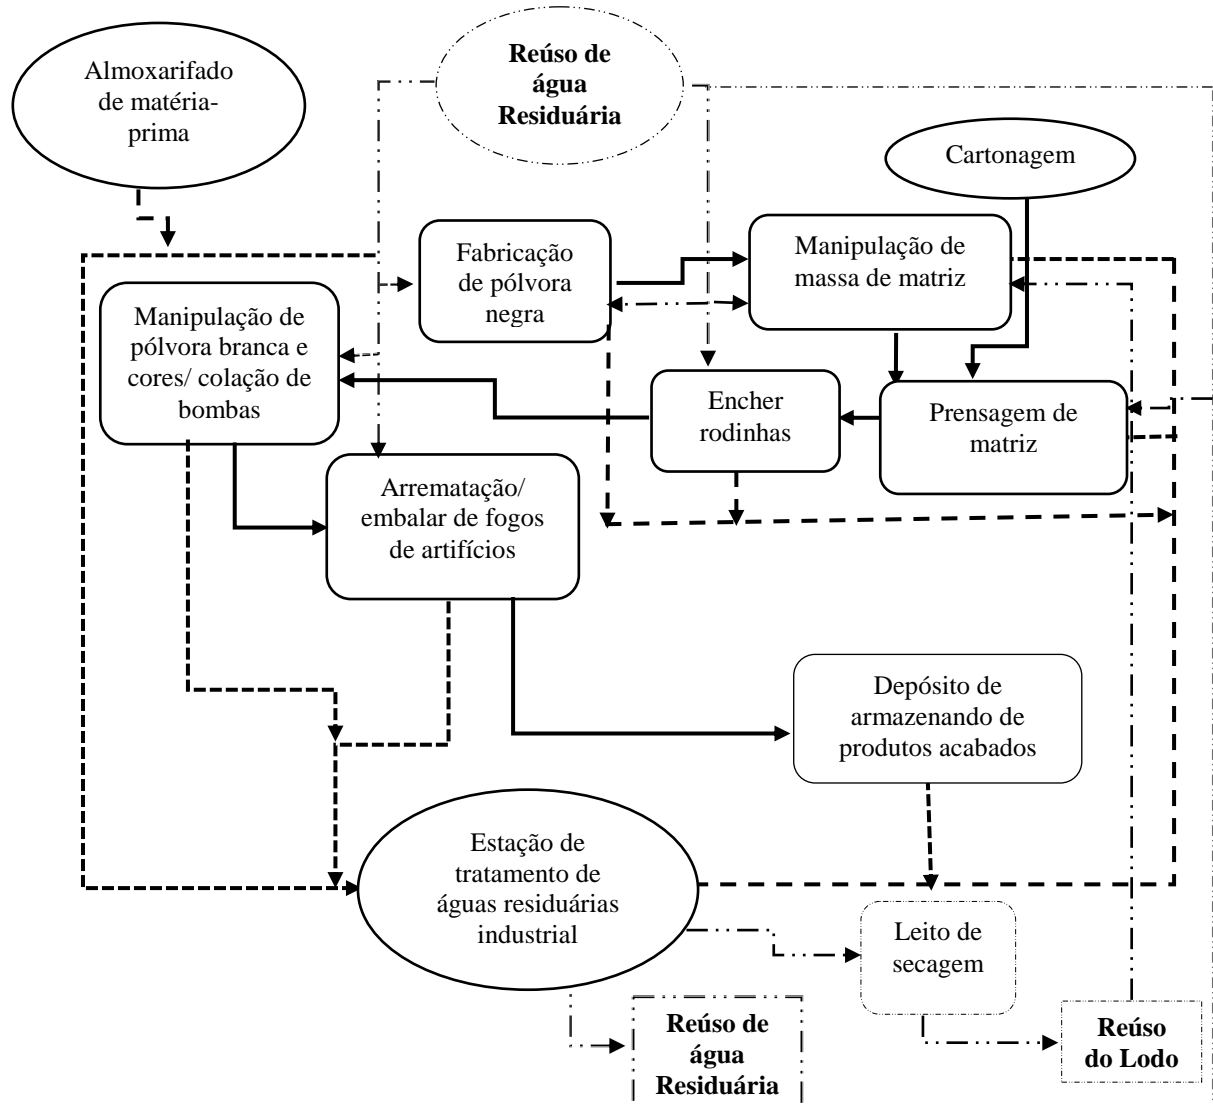 Almoxarifado
de matéria-
prima
Reúso de
água
Residuária
Cartonagem
Fabricação
de pólvora
negra
Manipulação de
massa de matriz
Manipulação de
pólvora branca e
cores/ colação de
bombas
Encher
rodinhas
Prensagem de
matriz
Arrematação/
embalar de fogos
de artifícios
Depósito de
armazenando de
produtos acabados
Estação de
tratamento de
águas residuárias
industrial
Leito de
secagem
Reúso de
água
Residuária
Reúso
do Lodo